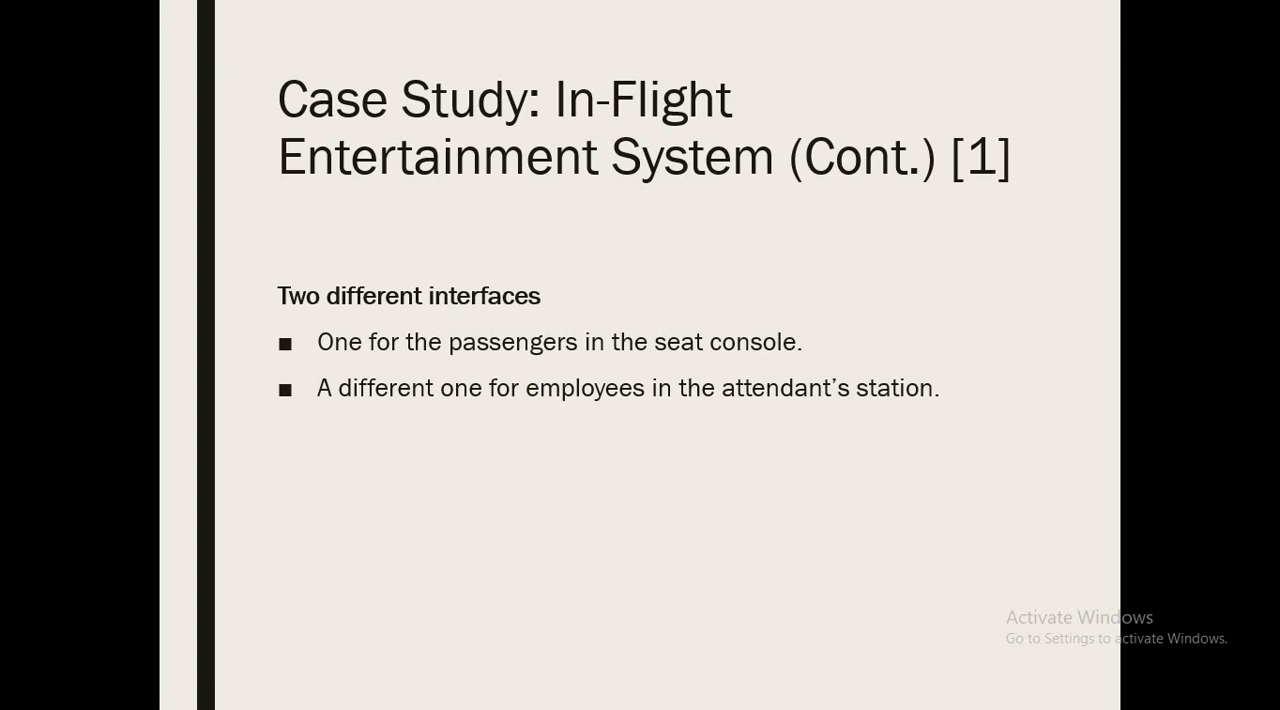 Case Study: In-Flight
Entertainment System (Cont.) [1]
Two different interfaces
■ One for the passengers in the seat console.
■ A different one for employees in the attendant’s station.
Activate Windows
Go to Settings to activate Windows.